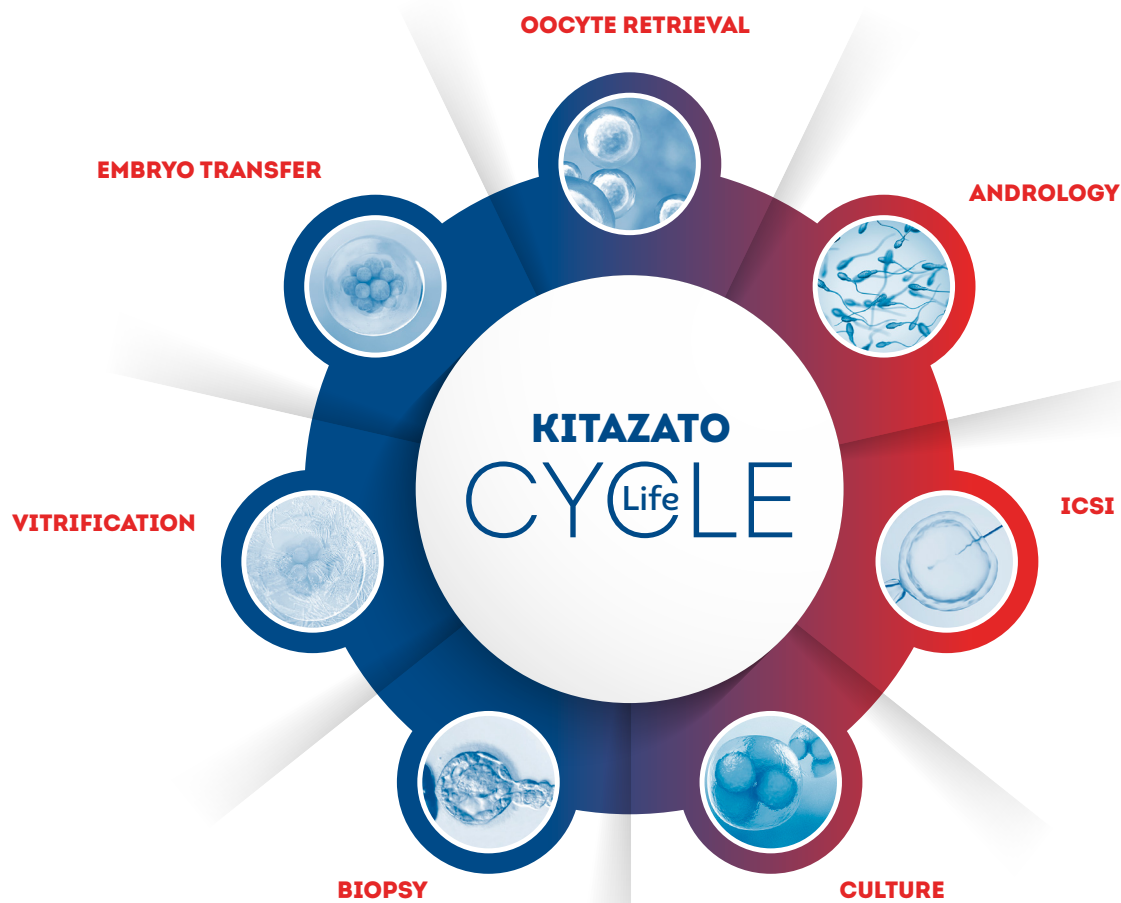 OOCYTE RETRIEVAL
EMBRYO TRANSFER
ANDROLOGY
KITAZATO
CYCLE
Life
VITRIFICATION
ICSI
BIOPSY
CULTURE